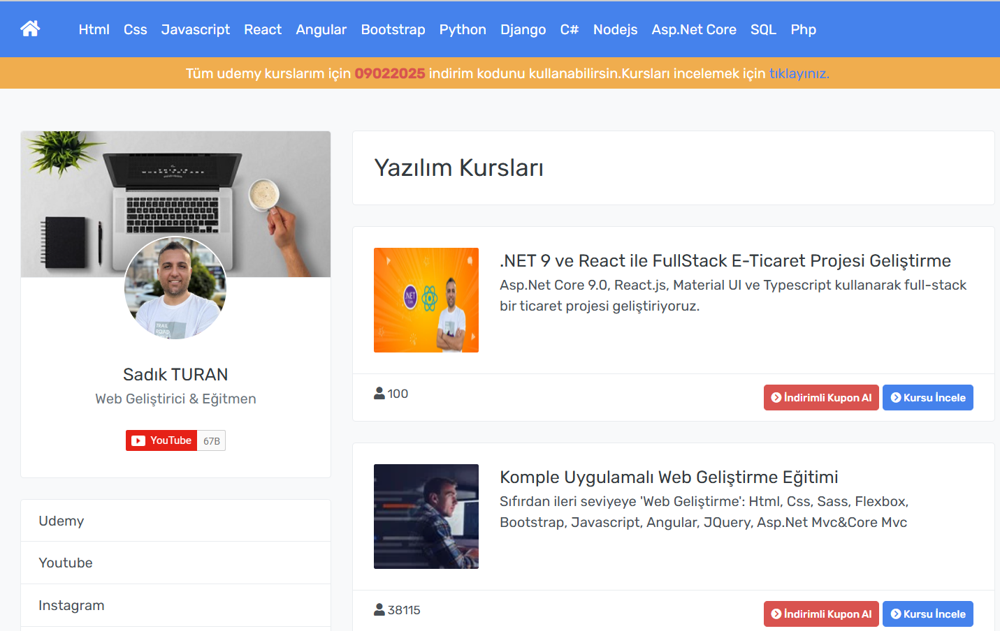 Html Css Javascript React Angular Bootstrap Python Django C# Nodejs Asp.Net Core SQL Php
Tüm udemy kurslarım için 09022025 indirim kodunu kullanabilirsin.Kursları incelemek için tıklayınız.
TRAIL
ROAD
Sadık TURAN
Web Geliştirici & Eğitmen
YouTube 67B
Udemy
Youtube
Instagram
Yazılım Kursları
.NET
.NET 9 ve React ile FullStack E-Ticaret Projesi Geliştirme
Asp.Net Core 9.0, React.js, Material UI ve Typescript kullanarak full-stack
bir ticaret projesi geliştiriyoruz.
100
İndirimli Kupon Al Kursu İncele
Komple Uygulamalı Web Geliştirme Eğitimi
Sıfırdan ileri seviyeye 'Web Geliştirme': Html, Css, Sass, Flexbox,
Bootstrap, Javascript, Angular, JQuery, Asp.Net Mvc&Core Mvc
38115
İndirimli Kupon Al Kursu İncele